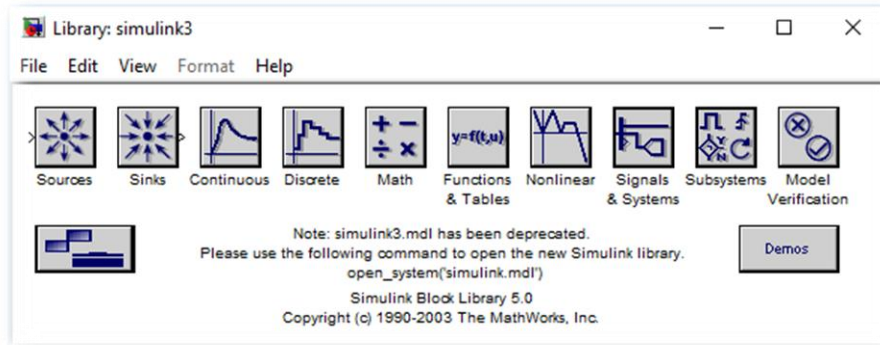 Library: simulink3
File Edit View Format Help
y=f(t,u)
Y
N
Sources Sinks Continuous Discrete Math Functions Nonlinear Signals Subsystems Model
& Tables & Systems Verification
Note: simulink3.mdl has been deprecated.
Please use the following command to open the new Simulink library.
open_system('simulink.mdl')
Demos
Simulink Block Library 5.0
Copyright (c) 1990-2003 The MathWorks, Inc.